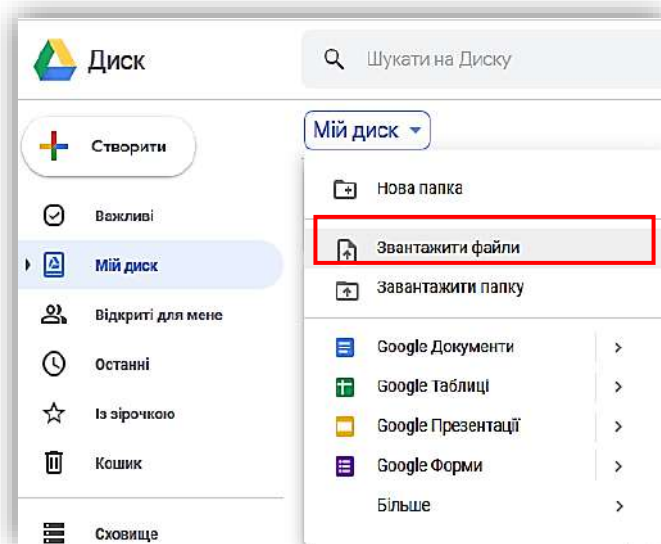 Диск
Шукати на Диску
Створити
Мій диск
Нова папка
Важливі
Звантажити файли
Мій диск
Завантажити папку
Відкриті для мене
Google Документи
Останні
Google Таблиці
Із зірочкою
Google Презентації
Кошик
Google Форми
Більше
Сховище